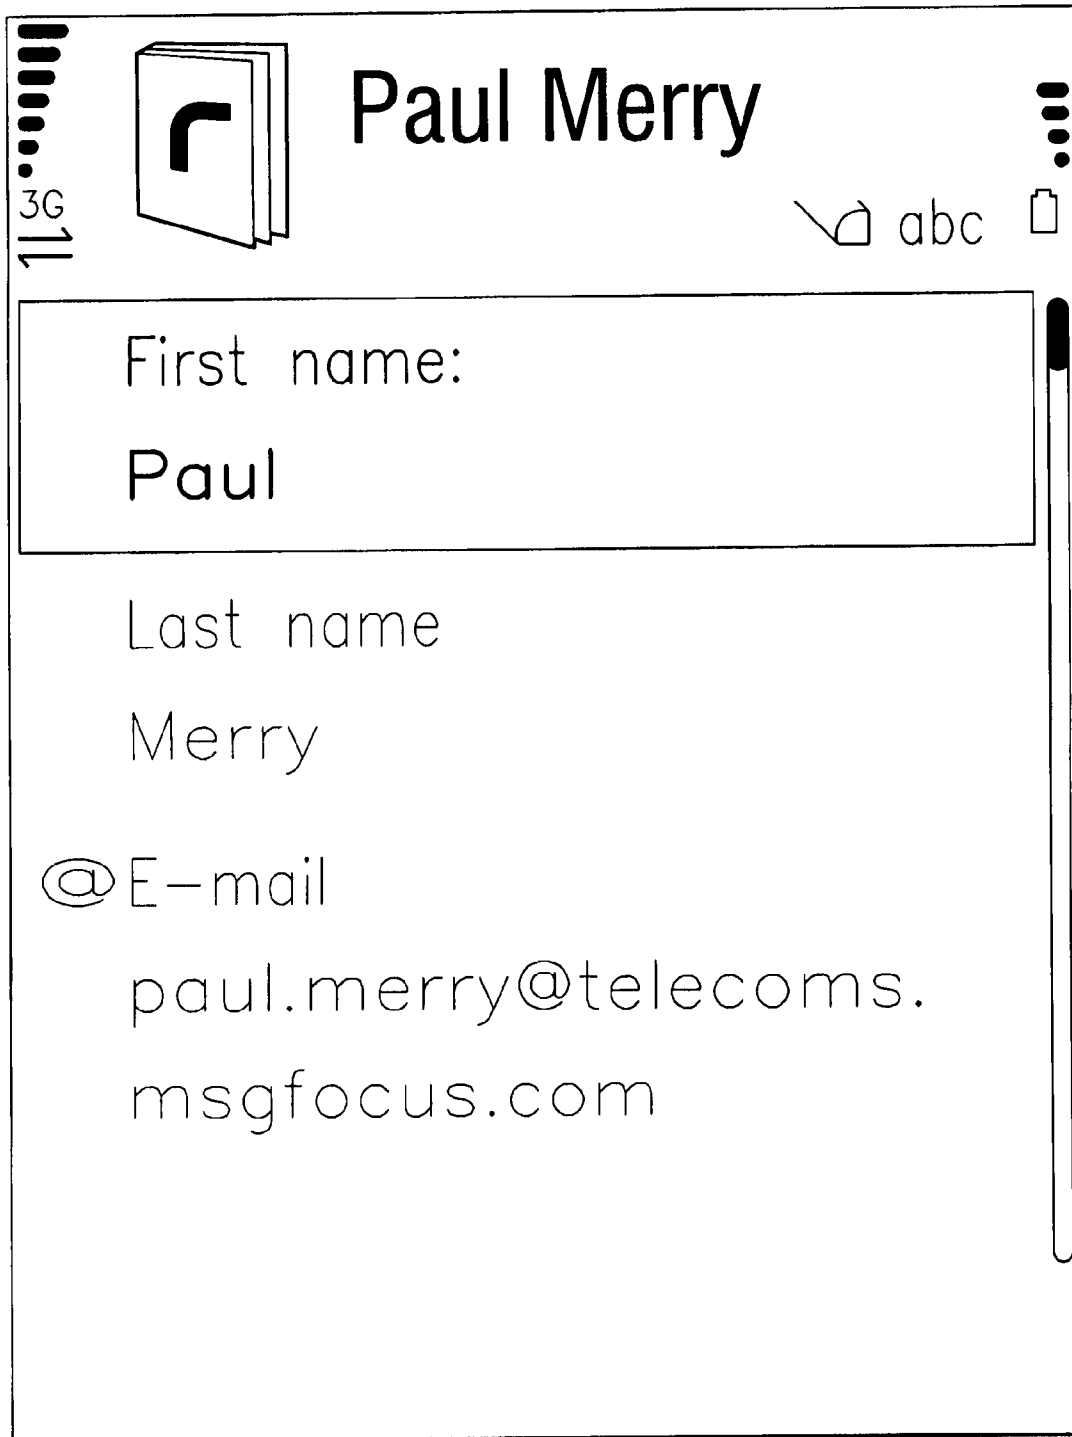 Paul Merry
3G
abc
First name:
Paul
Last name
Merry
@E-mail
paul.merry@telecoms.
msgfocus.com